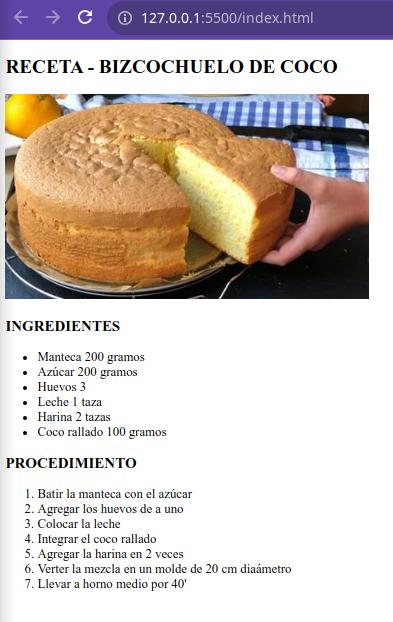 127.0.0.1:5500/index.html
RECETA - BIZCOCHUELO DE COCO
INGREDIENTES
• Manteca 200 gramos
• Azúcar 200 gramos
• Huevos 3
• Leche 1 taza
• Harina 2 tazas
• Coco rallado 100 gramos
PROCEDIMIENTO
1. Batir la manteca con el azúcar
2. Agregar los huevos de a uno
3. Colocar la leche
4. Integrar el coco rallado
5. Agregar la harina en 2 veces
6. Verter la mezcla en un molde de 20 cm diaámetro
7. Llevar a horno medio por 40'